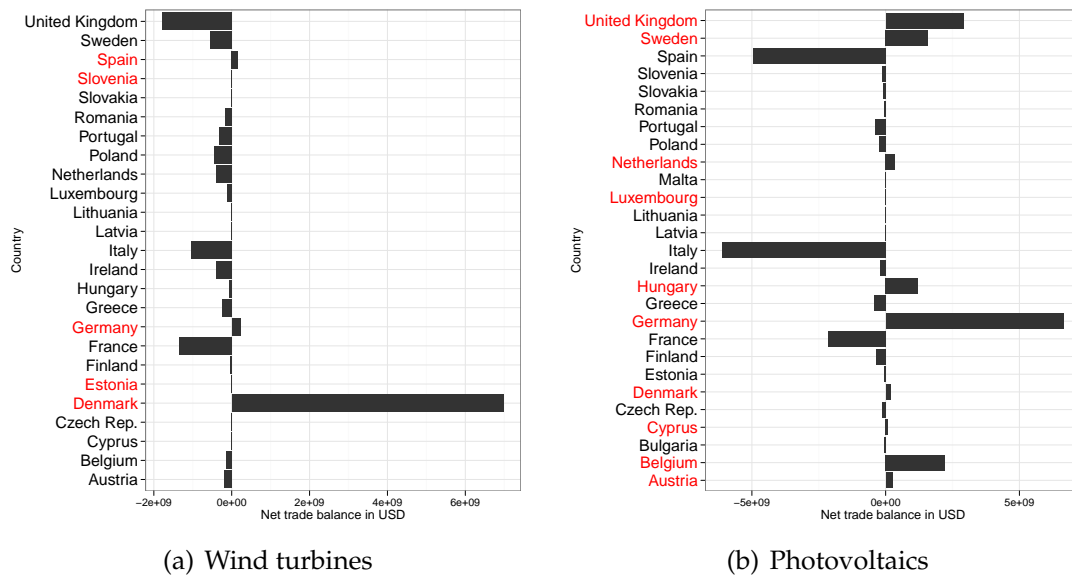 United Kingdom
Sweden
Spain
Slovenia
Slovakia
Romania
Portugal
Poland
Netherlands
Luxembourg
Lithuania
Latvia
Italy
Ireland
Hungary
Greece
Germany
France
Finland
Estonia
Denmark
Czech Rep.
Cyprus
Belgium
Austria
Country
−2e+09 0e+00 2e+09 4e+09 6e+09
Net trade balance in USD
(a) Wind turbines
United Kingdom
Sweden
Spain
Slovenia
Slovakia
Romania
Portugal
Poland
Netherlands
Malta
Luxembourg
Lithuania
Latvia
Italy
Ireland
Hungary
Greece
Germany
France
Finland
Estonia
Denmark
Czech Rep.
Cyprus
Bulgaria
Belgium
Austria
Country
−5e+09 0e+00 5e+09
Net trade balance in USD
(b) Photovoltaics